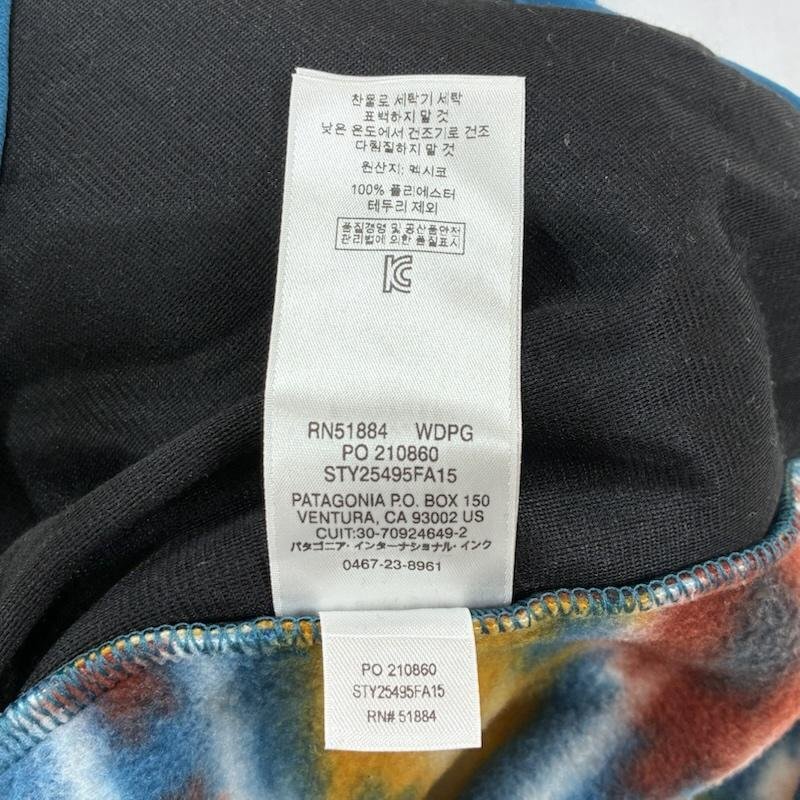 찬물로 세탁기 세탁
표백하지 말 것
낮은 온도에서 건조기로 건조
다림질하지 말 것
원산지: 멕시코
100% 폴리에스터
테두리 제외
품질경영 및 공산품안전
관리법에 의한 품질표시
RN51884 WDPG
PO 210860
STY25495FA15
PATAGONIA P.O. BOX 150
VENTURA, CA 93002 US
CUIT:30-70924649-2
パタゴニア・インターナショナル・インク
0467-23-8961
PO 210860
STY25495FA15
RN# 51884